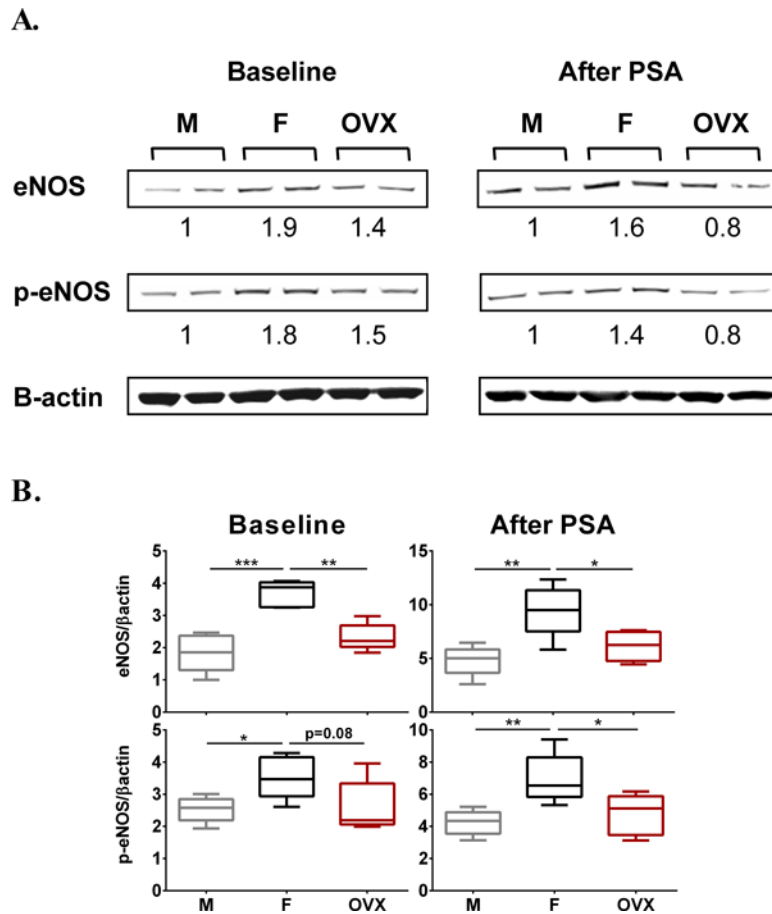 A.
Baseline After PSA
M F OVX M F OVX
eNOS
1 1.9 1.4 1 1.6 0.8
p-eNOS
1 1.8 1.5 1 1.4 0.8
B-actin
B.
Baseline After PSA
eNOS/βactin
5
4
3
2
1
0
*** **
15
10
5
0
** *
p-eNOS/βactin
5
4
3
2
1
0
* p=0.08
10
8
6
4
2
0
** *
M F OVX M F OVX